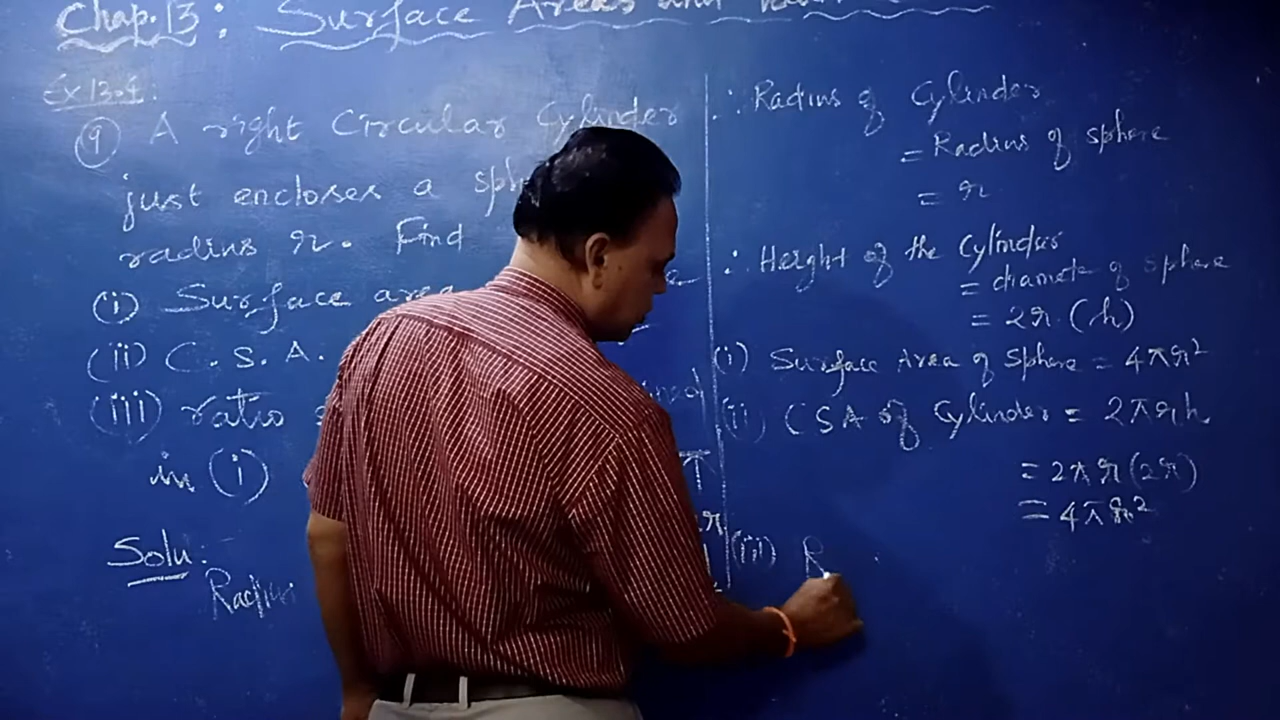 Chap. 13 : Surface Areas and
Ex 13.4 :
(9) A right Circular Cylinder
just encloses a
radius r. Find
(i) Surface area
(ii) C.S.A.
(iii) ratio
in (i)
Soln:
Radius
∴ Radius of Cylinder
= Radius of sphere
= r
∴ Height of the Cylinder
= diamete of sphere
= 2r (h)
(i) Surface Area of Sphere = 4πr²
(ii) CSA of Cylinder = 2πrh
= 2πr(2r)
= 4πr²
(iii) R